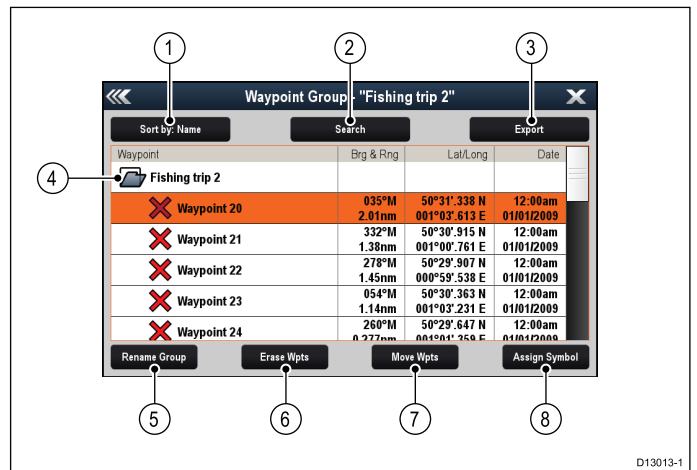 1 2 3
Waypoint Group - "Fishing trip 2"
Sort by: Name Search Export
Waypoint Brg & Rng Lat/Long Date
4 Fishing trip 2
Waypoint 20 035°M 50°31'.338 N 12:00am
2.01nm 001°03'.613 E 01/01/2009
Waypoint 21 332°M 50°30'.915 N 12:00am
1.38nm 001°00'.761 E 01/01/2009
Waypoint 22 278°M 50°29'.907 N 12:00am
1.45nm 000°59'.538 E 01/01/2009
Waypoint 23 054°M 50°30'.363 N 12:00am
1.14nm 001°03'.231 E 01/01/2009
Waypoint 24 260°M 50°29'.647 N 12:00am
0.277nm 001°01'.359 E 01/01/2009
Rename Group Erase Wpts Move Wpts Assign Symbol
5 6 7 8
D13013-1